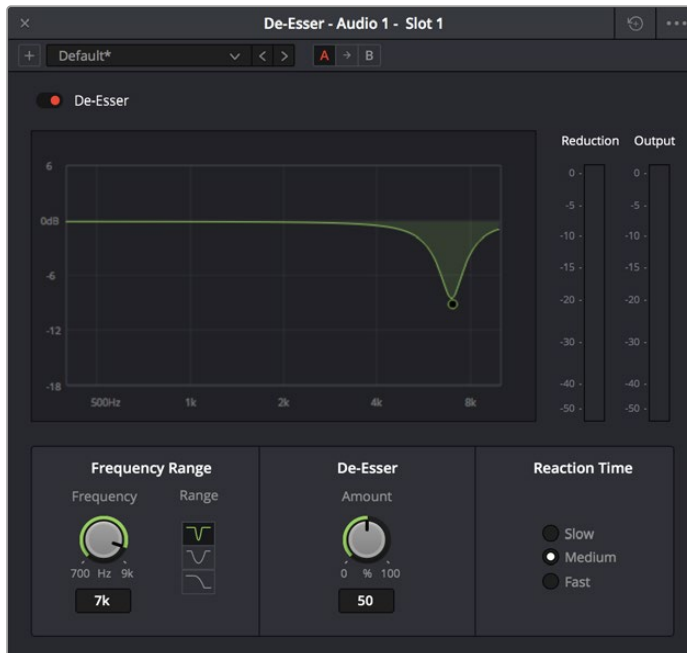 De-Esser - Audio 1 - Slot 1
Default*
A
B
De-Esser
Reduction Output
6
0dB
-6
-12
-18
500Hz 1k 2k 4k 8k
0 -
-5 -
-10 -
-15 -
-20 -
-30 -
-40 -
-50 -
0 -
-5 -
-10 -
-15 -
-20 -
-30 -
-40 -
-50 -
Frequency Range
Frequency Range
700 Hz 9k
7k
De-Esser
Amount
0 % 100
50
Reaction Time
Slow
Medium
Fast